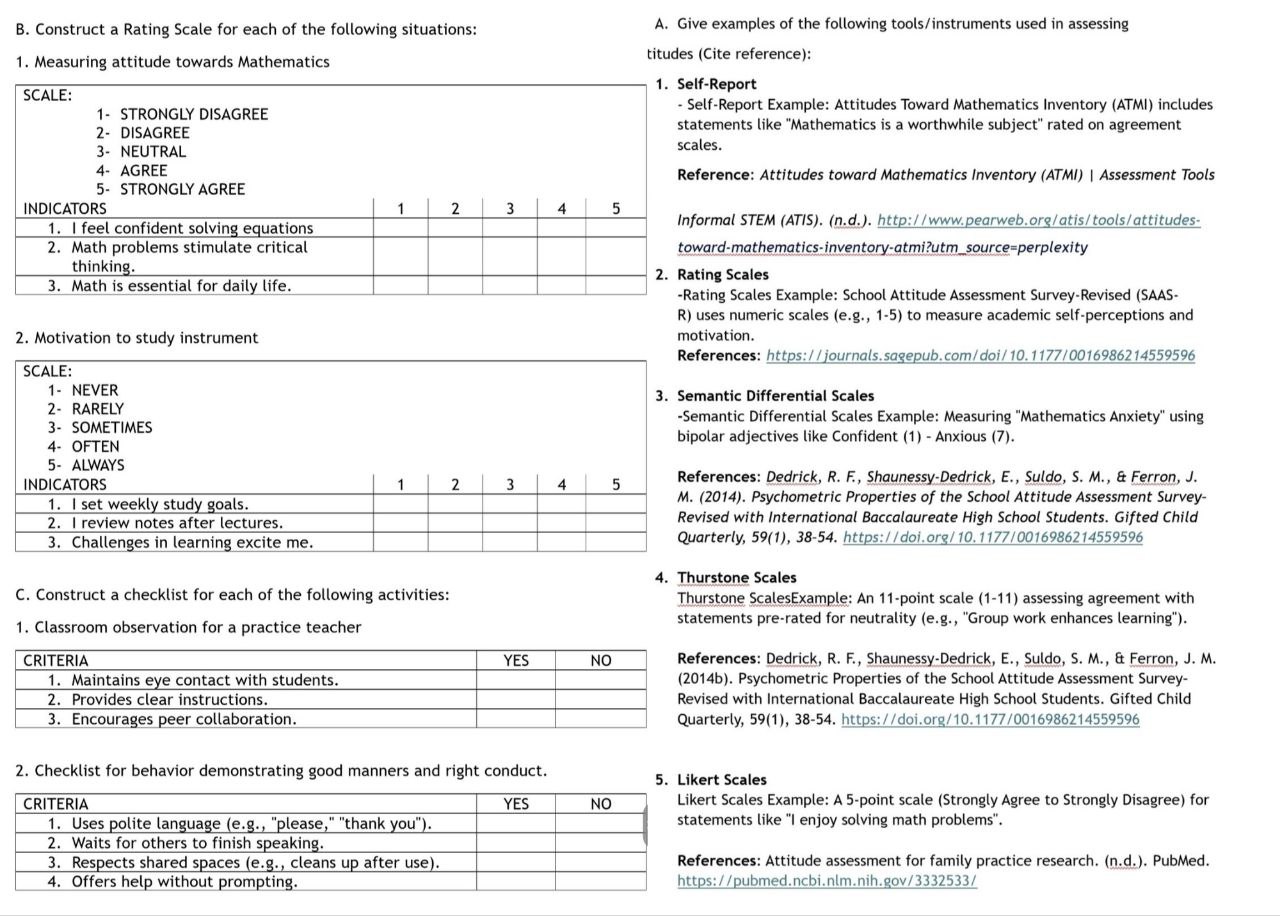 B. Construct a Rating Scale for each of the following situations:
1. Measuring attitude towards Mathematics
SCALE:
1- STRONGLY DISAGREE
2- DISAGREE
3- NEUTRAL
4- AGREE
5- STRONGLY AGREE
INDICATORS 1 2 3 4 5
1. I feel confident solving equations
2. Math problems stimulate critical
thinking.
3. Math is essential for daily life.
2. Motivation to study instrument
SCALE:
1- NEVER
2- RARELY
3- SOMETIMES
4- OFTEN
5- ALWAYS
INDICATORS 1 2 3 4 5
1. I set weekly study goals.
2. I review notes after lectures.
3. Challenges in learning excite me.
C. Construct a checklist for each of the following activities:
1. Classroom observation for a practice teacher
CRITERIA YES NO
1. Maintains eye contact with students.
2. Provides clear instructions.
3. Encourages peer collaboration.
2. Checklist for behavior demonstrating good manners and right conduct.
CRITERIA YES NO
1. Uses polite language (e.g., "please," "thank you").
2. Waits for others to finish speaking.
3. Respects shared spaces (e.g., cleans up after use).
4. Offers help without prompting.
A. Give examples of the following tools/instruments used in assessing
titudes (Cite reference):
1. Self-Report
- Self-Report Example: Attitudes Toward Mathematics Inventory (ATMI) includes
statements like "Mathematics is a worthwhile subject" rated on agreement
scales.
Reference: Attitudes toward Mathematics Inventory (ATMI) | Assessment Tools
Informal STEM (ATIS). (n.d.). http://www.pearweb.org/atis/tools/attitudes-
toward-mathematics-inventory-atmi?utm_source=perplexity
2. Rating Scales
-Rating Scales Example: School Attitude Assessment Survey-Revised (SAAS-
R) uses numeric scales (e.g., 1-5) to measure academic self-perceptions and
motivation.
References: https://journals.sagepub.com/doi/10.1177/0016986214559596
3. Semantic Differential Scales
-Semantic Differential Scales Example: Measuring "Mathematics Anxiety" using
bipolar adjectives like Confident (1) - Anxious (7).
References: Dedrick, R. F., Shaunessy-Dedrick, E., Suldo, S. M., & Ferron, J.
M. (2014). Psychometric Properties of the School Attitude Assessment Survey-
Revised with International Baccalaureate High School Students. Gifted Child
Quarterly, 59(1), 38-54. https://doi.org/10.1177/0016986214559596
4. Thurstone Scales
Thurstone ScalesExample: An 11-point scale (1-11) assessing agreement with
statements pre-rated for neutrality (e.g., "Group work enhances learning").
References: Dedrick, R. F., Shaunessy-Dedrick, E., Suldo, S. M., & Ferron, J. M.
(2014b). Psychometric Properties of the School Attitude Assessment Survey-
Revised with International Baccalaureate High School Students. Gifted Child
Quarterly, 59(1), 38-54. https://doi.org/10.1177/0016986214559596
5. Likert Scales
Likert Scales Example: A 5-point scale (Strongly Agree to Strongly Disagree) for
statements like "I enjoy solving math problems".
References: Attitude assessment for family practice research. (n.d.). PubMed.
https://pubmed.ncbi.nlm.nih.gov/3332533/